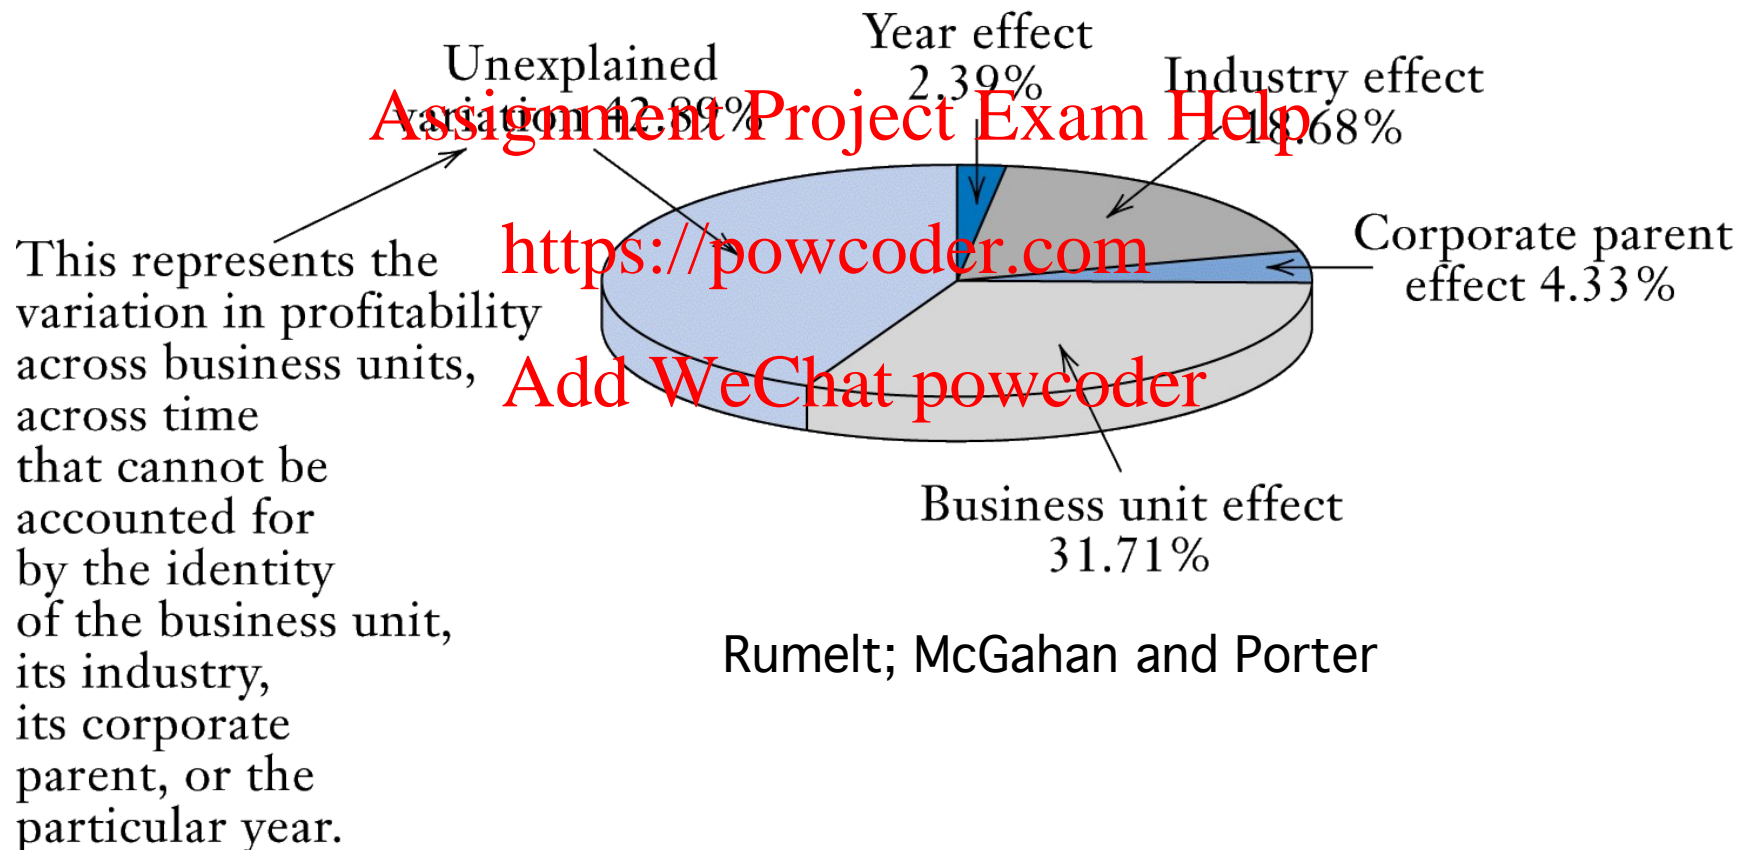 Year effect
2.39%
Unexplained
variation 42.89%
Industry effect
18.68%
Assignment Project Exam Help
Corporate parent
effect 4.33%
https://powcoder.com
This represents the
variation in profitability
across business units,
across time
that cannot be
accounted for
by the identity
of the business unit,
its industry,
its corporate
parent, or the
particular year.
Add WeChat powcoder
Business unit effect
31.71%
Rumelt; McGahan and Porter